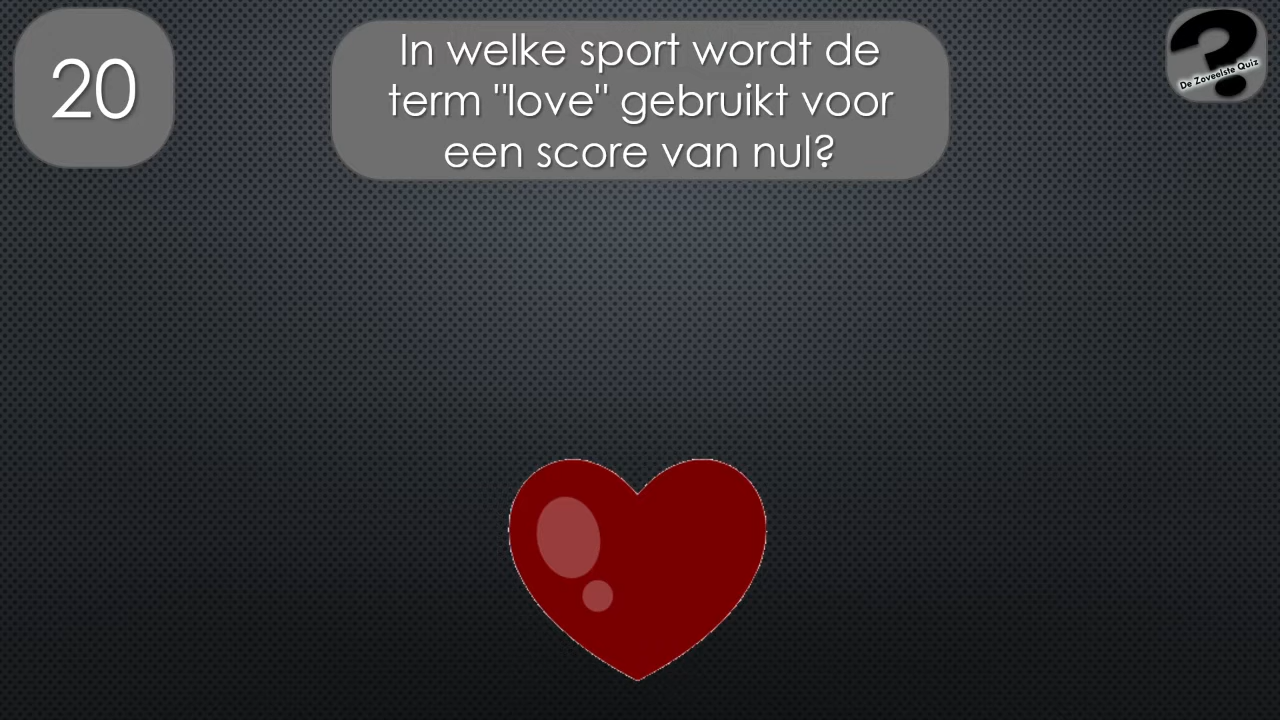 20
In welke sport wordt de
term "love" gebruikt voor
een score van nul?
?
De Zoveelste Quiz